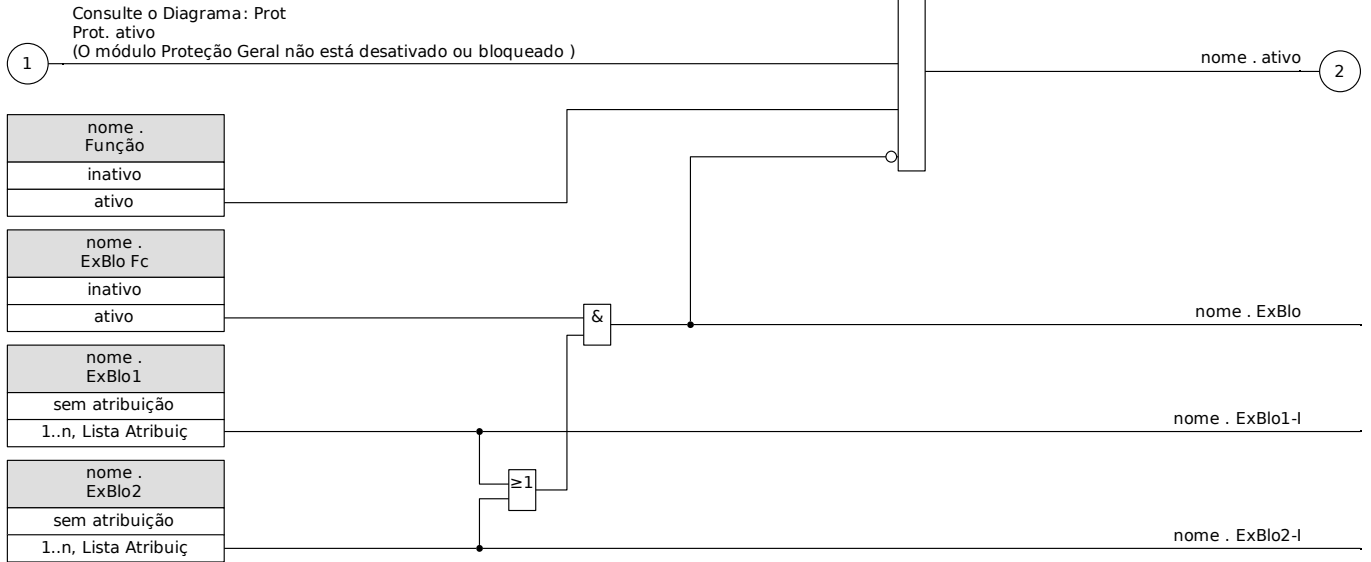 Consulte o Diagrama: Prot
Prot. ativo
(O módulo Proteção Geral não está desativado ou bloqueado )
1
nome . ativo
2
nome .
Função
inativo
ativo
nome .
ExBlo Fc
inativo
ativo
&
nome . ExBlo
nome .
ExBlo1
sem atribuição
1..n, Lista Atribuiç
nome . ExBlo1-I
≥1
nome .
ExBlo2
sem atribuição
1..n, Lista Atribuiç
nome . ExBlo2-I